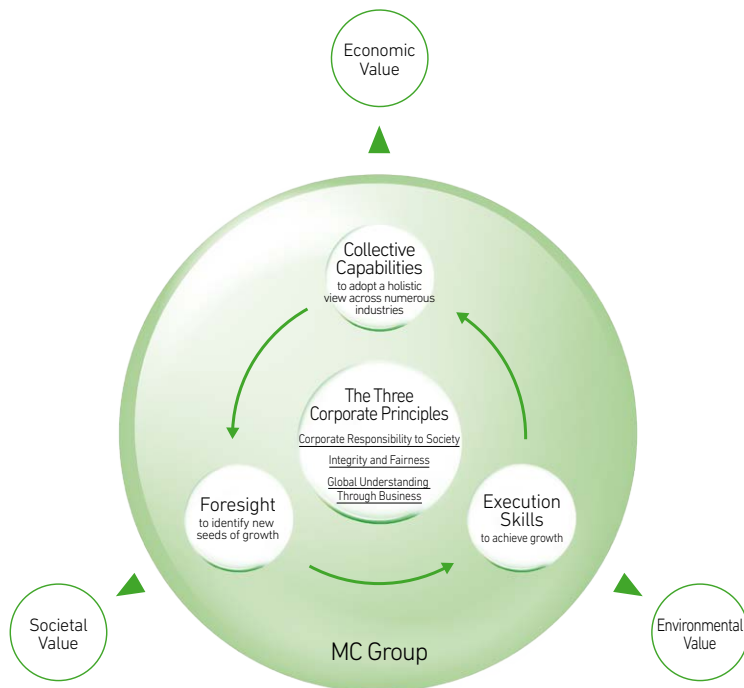 Economic
Value
Collective
Capabilities
to adopt a holistic
view across numerous
industries
The Three
Corporate Principles
Corporate Responsibility to Society
Integrity and Fairness
Global Understanding
Through Business
Foresight
to identify new
seeds of growth
Execution
Skills
to achieve growth
Societal
Value
Environmental
Value
MC Group